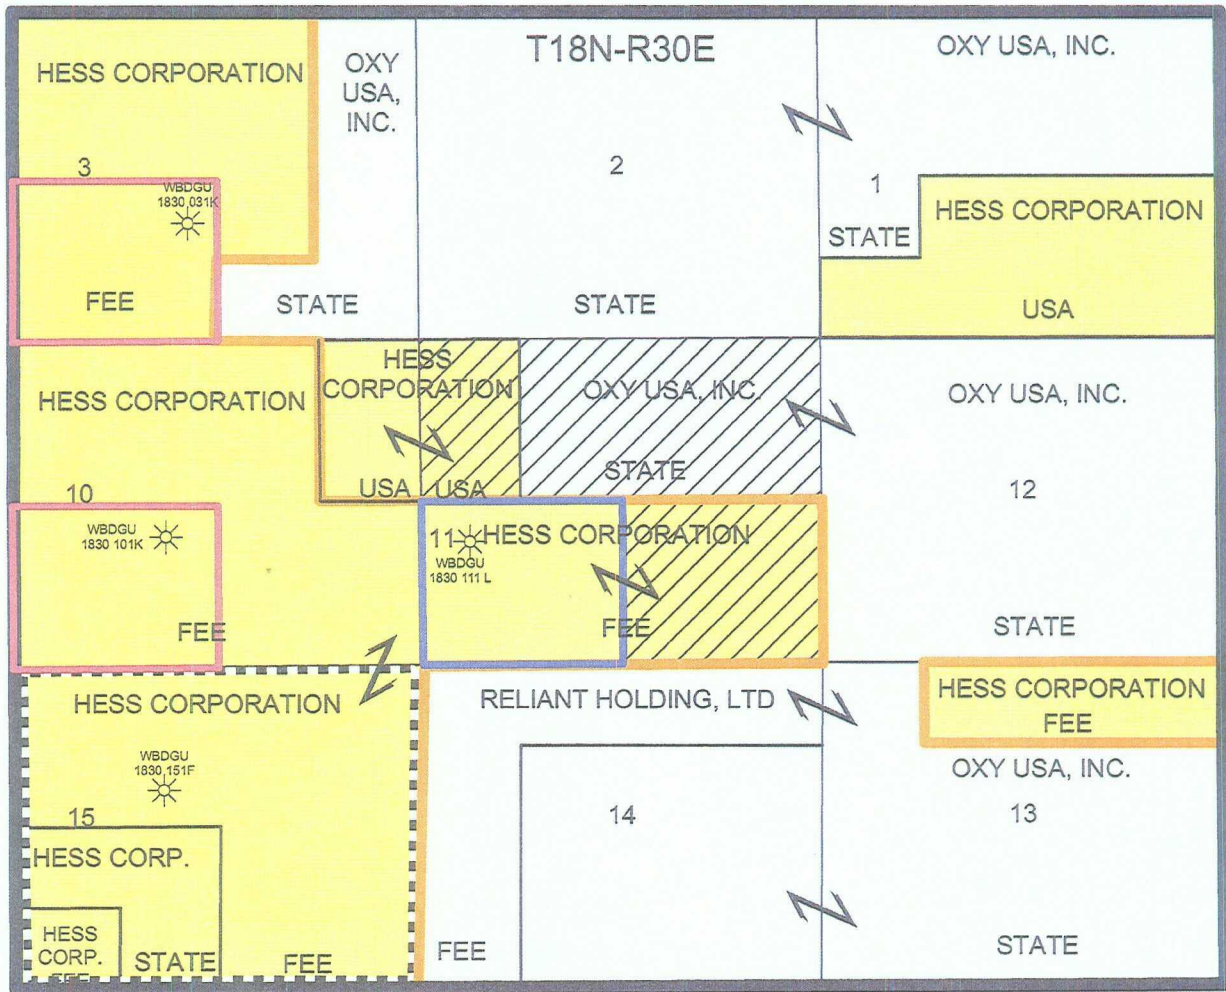 T18N-R30E
HESS CORPORATION
OXY
USA,
INC.
3
WBDGU
1830 031K
FEE
STATE
2
STATE
OXY USA, INC.
1
STATE
HESS CORPORATION
USA
HESS CORPORATION
10
WBDGU
1830 101K
FEE
HESS
CORPORATION
USA
USA
OXY USA, INC.
STATE
11
HESS CORPORATION
WBDGU
1830 111 L
FEE
OXY USA, INC.
12
STATE
HESS CORPORATION
WBDGU
1830 151F
15
HESS CORP.
HESS
CORP.
FEE
STATE
FEE
RELIANT HOLDING, LTD
14
FEE
HESS CORPORATION
FEE
OXY USA, INC.
13
STATE